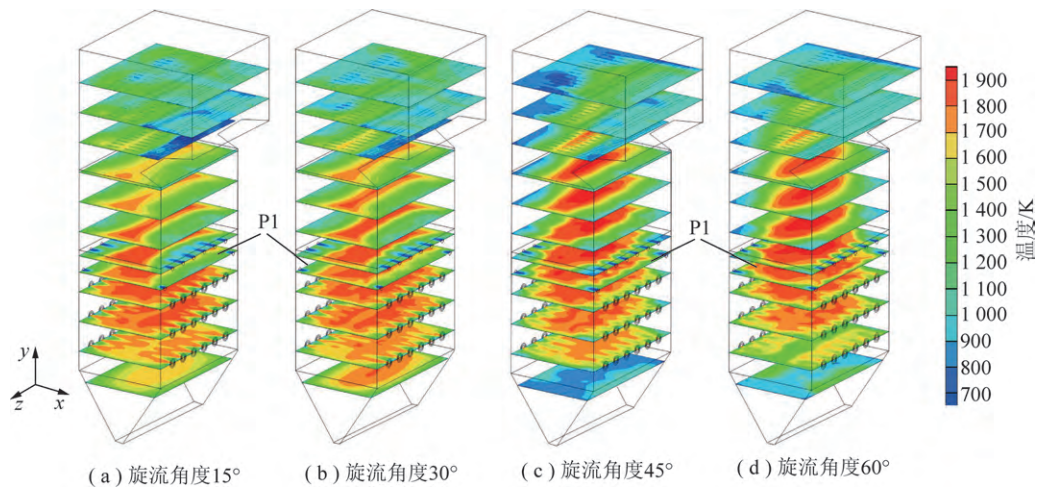 P1
P1
1 900
1 800
1 700
1 600
1 500
1 400
1 300
1 200
1 100
1 000
900
800
700
温度/K
y
z
x
( a ) 旋流角度15°
( b ) 旋流角度30°
( c ) 旋流角度45°
( d ) 旋流角度60°